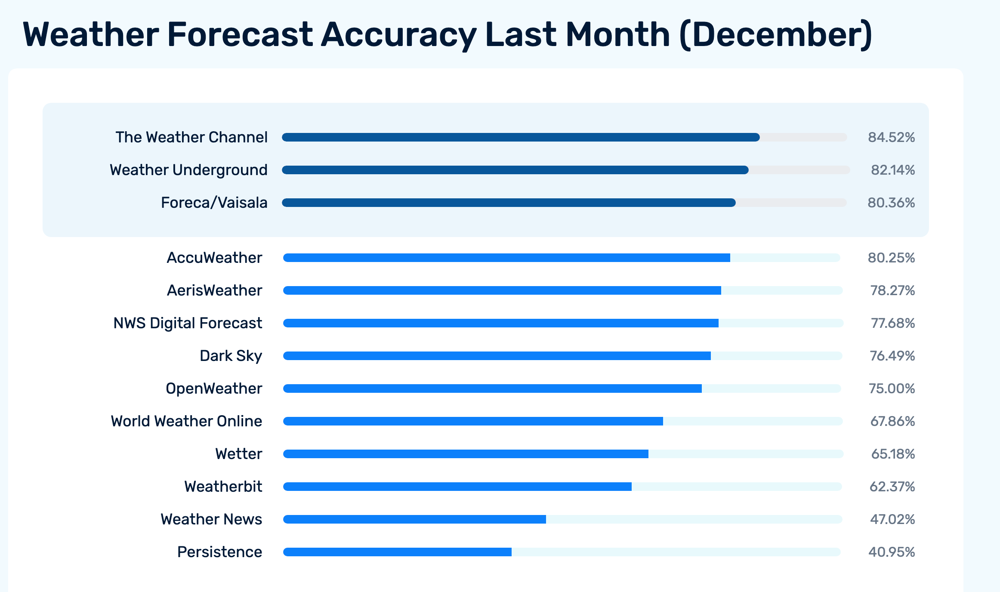 Weather Forecast Accuracy Last Month (December)
The Weather Channel 84.52%
Weather Underground 82.14%
Foreca/Vaisala 80.36%
AccuWeather 80.25%
AerisWeather 78.27%
NWS Digital Forecast 77.68%
Dark Sky 76.49%
OpenWeather 75.00%
World Weather Online 67.86%
Wetter 65.18%
Weatherbit 62.37%
Weather News 47.02%
Persistence 40.95%